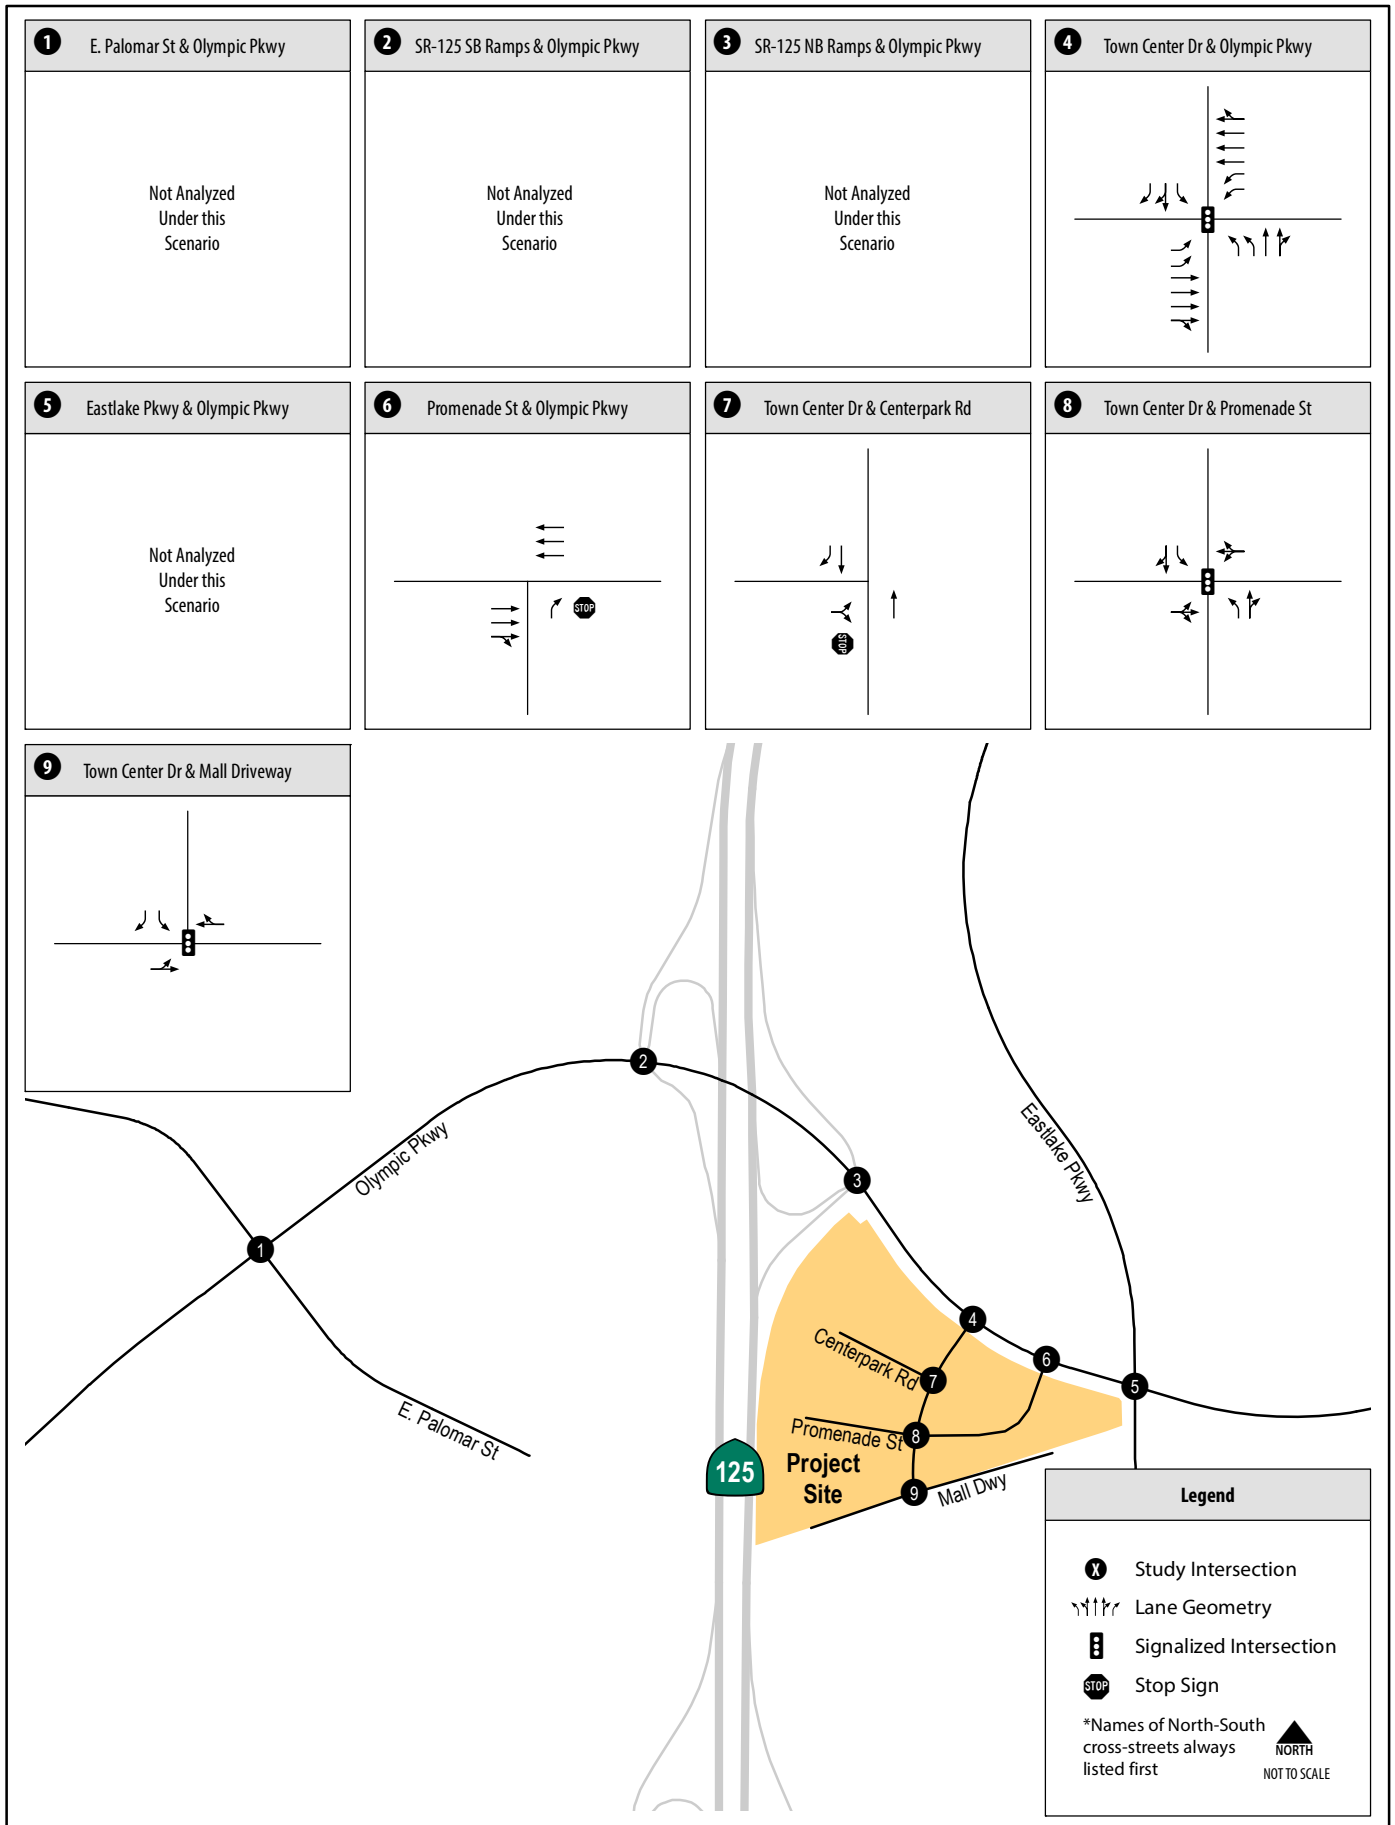 1 E. Palomar St & Olympic Pkwy
Not Analyzed
Under this
Scenario
2 SR-125 SB Ramps & Olympic Pkwy
Not Analyzed
Under this
Scenario
3 SR-125 NB Ramps & Olympic Pkwy
Not Analyzed
Under this
Scenario
4 Town Center Dr & Olympic Pkwy
5 Eastlake Pkwy & Olympic Pkwy
Not Analyzed
Under this
Scenario
6 Promenade St & Olympic Pkwy
STOP
7 Town Center Dr & Centerpark Rd
STOP
8 Town Center Dr & Promenade St
9 Town Center Dr & Mall Driveway
2
Olympic Pkwy
Eastlake Pkwy
3
1
4
Centerpark Rd
6
7
5
E. Palomar St
Promenade St
8
125
Project
Site
9
Mall Dwy
Legend
X Study Intersection
Lane Geometry
Signalized Intersection
STOP Stop Sign
*Names of North-South
cross-streets always
listed first
NORTH
NOT TO SCALE